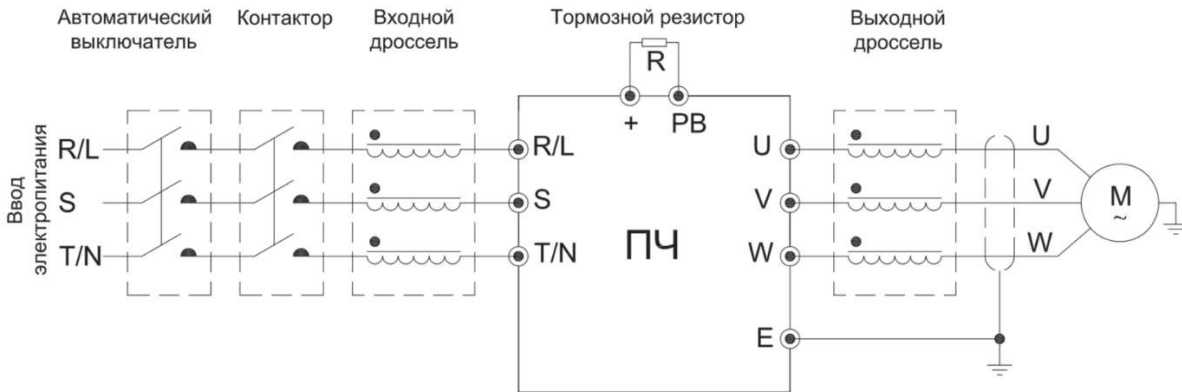 Автоматический
выключатель
Контактор
Входной
дроссель
Тормозной резистор
Выходной
дроссель
R
+ PB
Ввод
электропитания
R/L
S
T/N
R/L
S
T/N
ПЧ
U
V
W
E
U
V
W
M
~